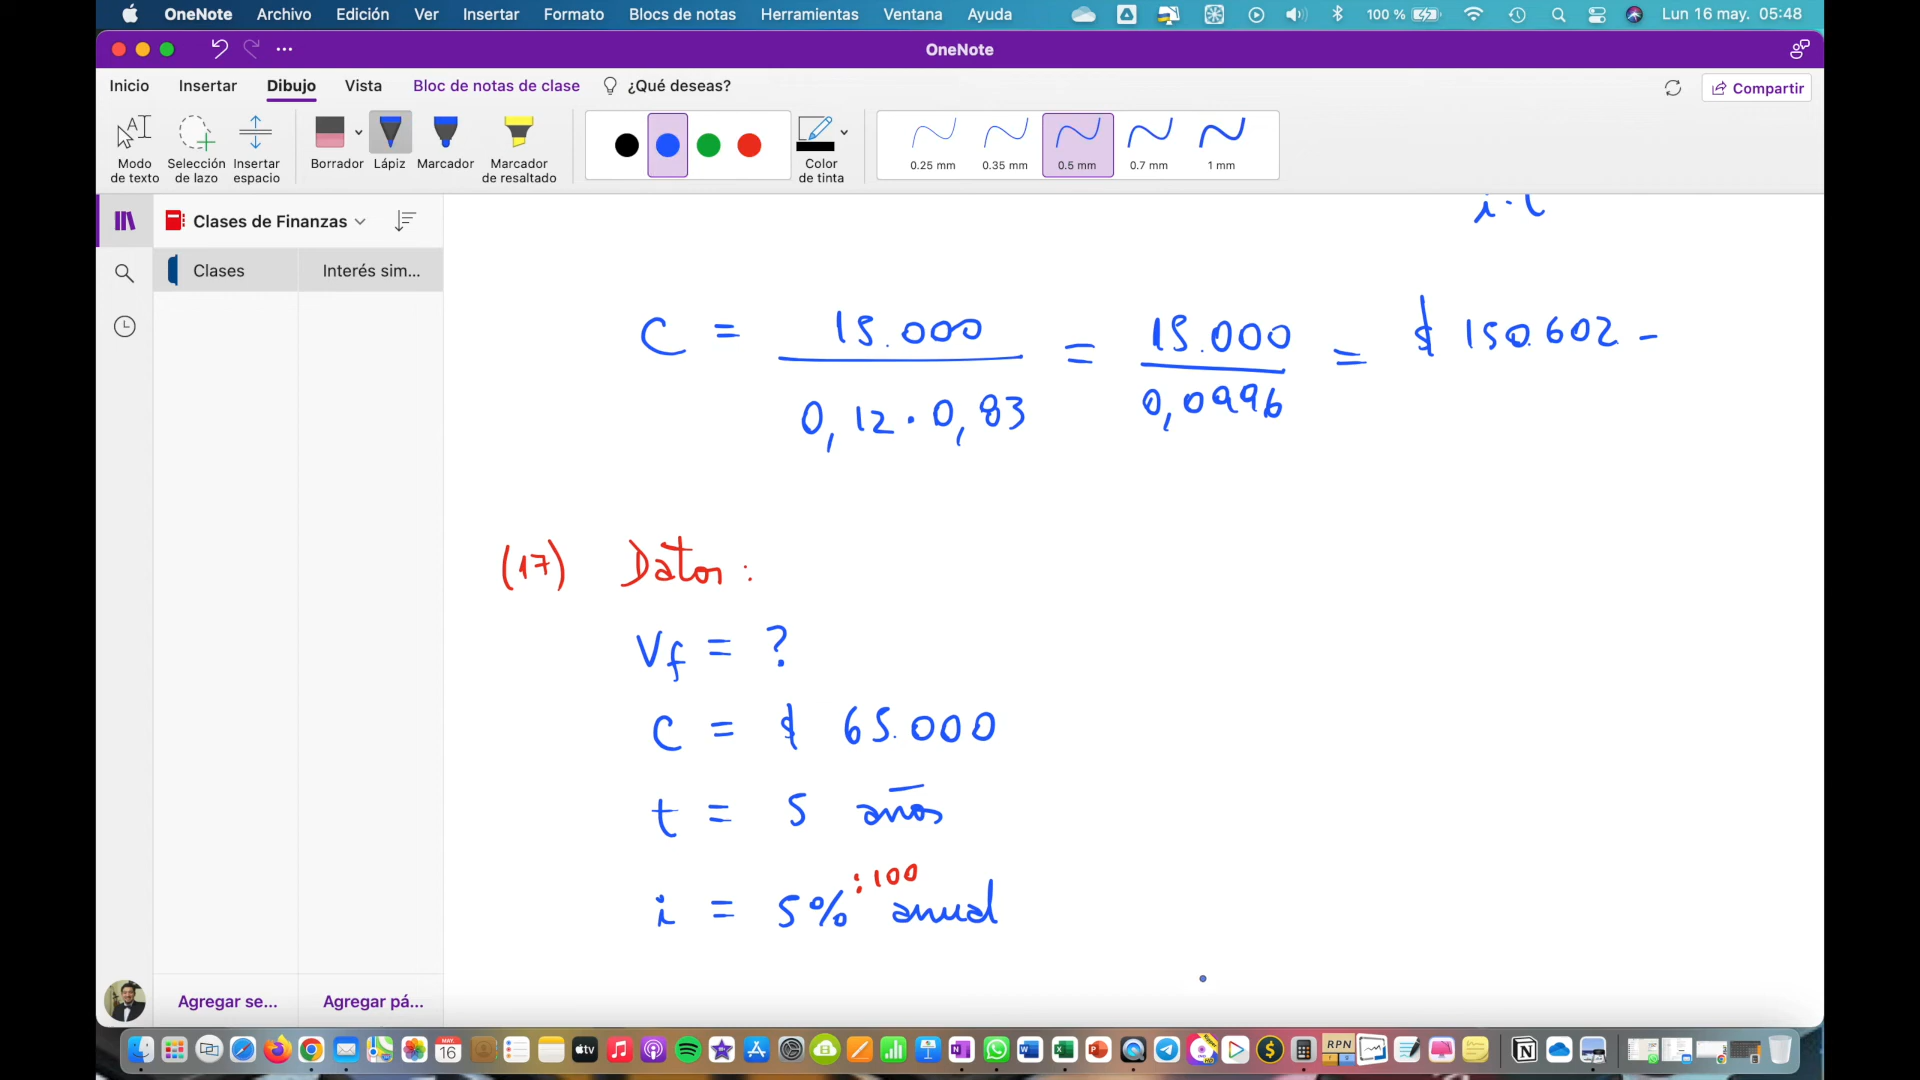 OneNote Archivo Edición Ver Insertar Formato Blocs de notas Herramientas Ventana Ayuda 100 % Lun 16 may. 05:48
OneNote
Inicio Insertar Dibujo Vista Bloc de notas de clase ¿Qué deseas? Compartir
Modo de texto
Selección de lazo
Insertar espacio
Borrador
Lápiz
Marcador
Marcador de resaltado
Color de tinta
0.25 mm 0.35 mm 0.5 mm 0.7 mm 1 mm
Clases de Finanzas
Clases Interés sim...
i · t
C = 15.000 / 0,12 · 0,83 = 15.000 / 0,0996 = $ 150.602 -
(17) Datos:
Vf = ?
C = $ 65.000
t = 5 años
i = 5% :100 anual
Agregar se... Agregar pá...
MAY 16
tv
RPN